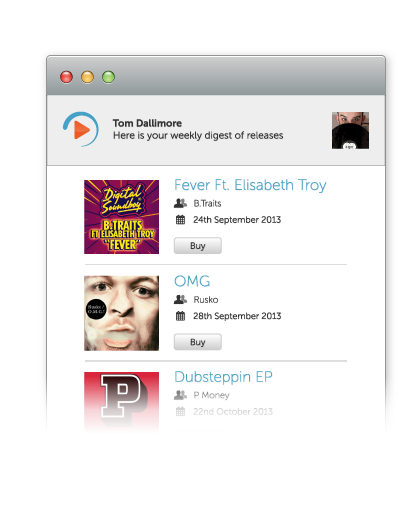 Tom Dallimore
Here is your weekly digest of releases
Digital
Soundboy
B.TRAITS
FT ELISABETH TROY
"FEVER"
Fever Ft. Elisabeth Troy
B.Traits
24th September 2013
Buy
Rusko /
O.M.G!
OMG
Rusko
28th September 2013
Buy
P
Dubsteppin EP
P Money
22nd October 2013